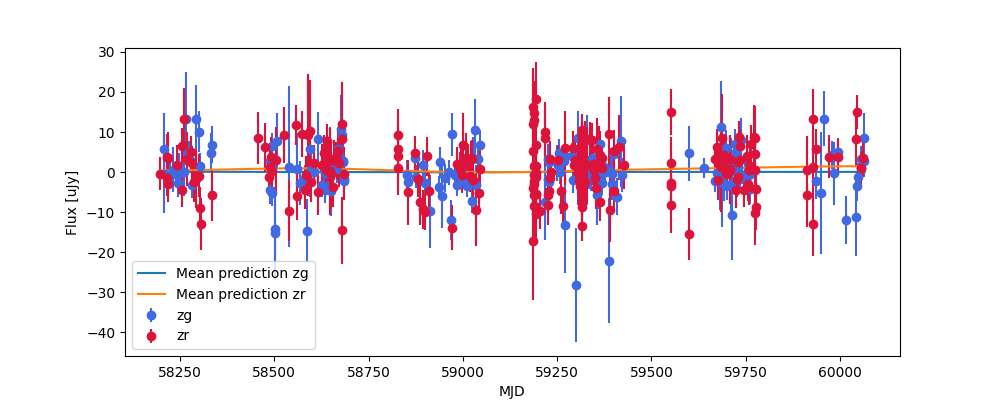 30
20
10
0
−10
−20
−30
−40
Flux [uJy]
Mean prediction zg
Mean prediction zr
zg
zr
58250 58500 58750 59000 59250 59500 59750 60000
MJD